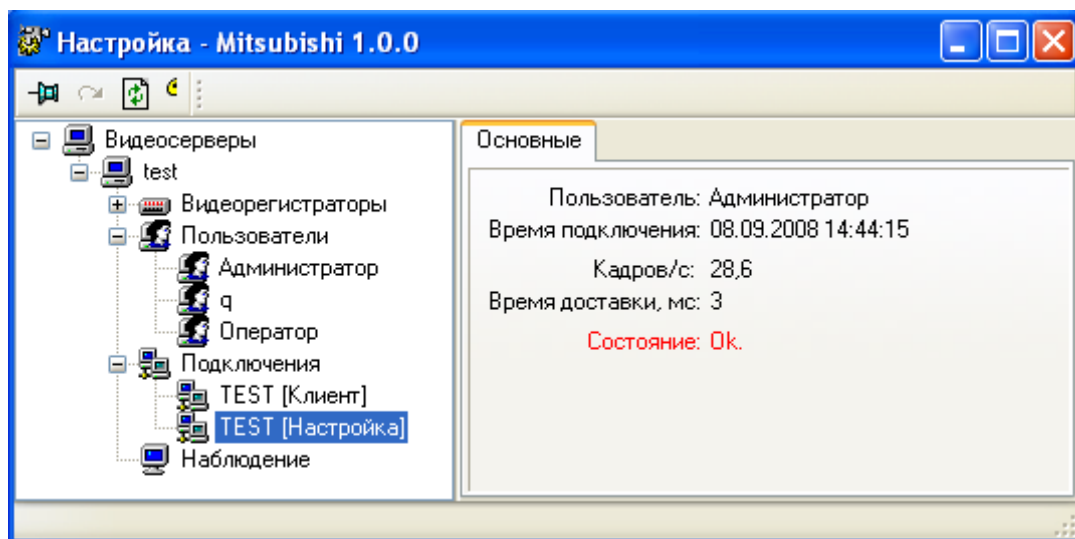 Настройка - Mitsubishi 1.0.0
Видеосерверы
test
Видеорегистраторы
Пользователи
Администратор
q
Оператор
Подключения
TEST [Клиент]
TEST [Настройка]
Наблюдение
Основные
Пользователь: Администратор
Время подключения: 08.09.2008 14:44:15
Кадров/с: 28,6
Время доставки, мс: 3
Состояние: Ok.